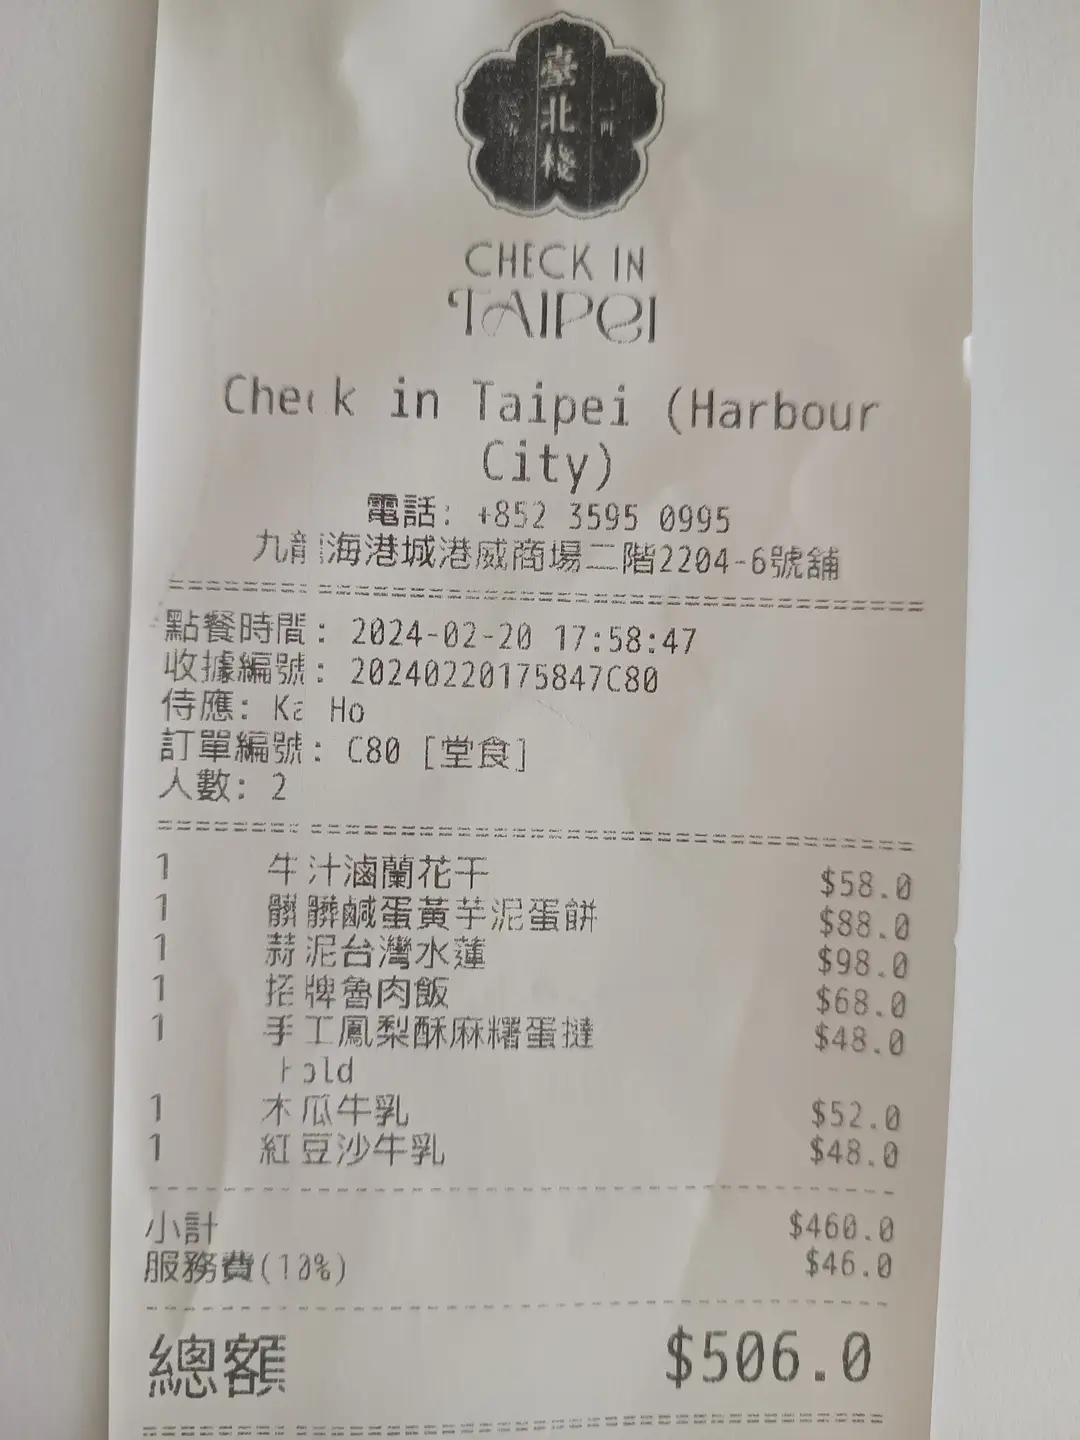 臺北棧
CHECK IN
TAIPEI
Check in Taipei (Harbour
City)
電話: +852 3595 0995
九龍海港城港威商場二階2204-6號舖
點餐時間: 2024-02-20 17:58:47
收據編號: 20240220175847C80
侍應: Ka Ho
訂單編號: C80 [堂食]
人數: 2
1 牛汁滷蘭花干 $58.0
1 髒髒鹹蛋黃芋泥蛋餅 $88.0
1 蒜泥台灣水蓮 $98.0
1 招牌魯肉飯 $68.0
1 手工鳳梨酥麻糬蛋撻 $48.0
hold
1 木瓜牛乳 $52.0
1 紅豆沙牛乳 $48.0
小計 $460.0
服務費(10%) $46.0
總額 $506.0